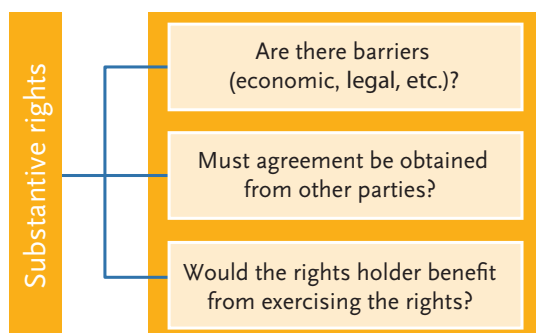 Substantive rights
Are there barriers
(economic, legal, etc.)?
Must agreement be obtained
from other parties?
Would the rights holder benefit
from exercising the rights?